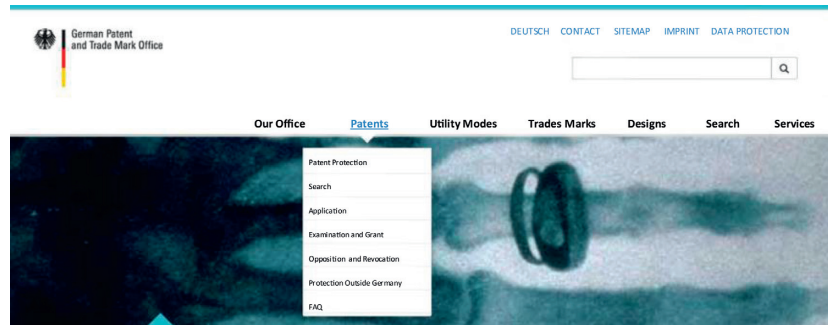 German Patent
and Trade Mark Office
DEUTSCH CONTACT SITEMAP IMPRINT DATA PROTECTION
Our Office Patents Utility Modes Trades Marks Designs Search Services
Patent Protection
Search
Application
Examination and Grant
Opposition and Revocation
Protection Outside Germany
FAQ